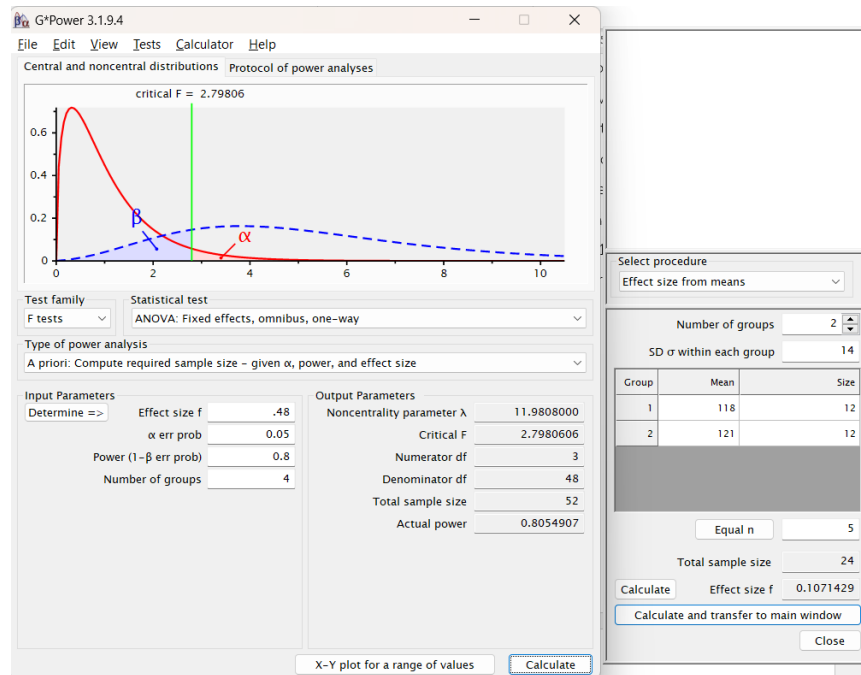 G*Power 3.1.9.4
File Edit View Tests Calculator Help
Central and noncentral distributions Protocol of power analyses
critical F = 2.79806
0.6
0.4
0.2
0
β
α
0 2 4 6 8 10
Test family Statistical test
F tests ANOVA: Fixed effects, omnibus, one-way
Type of power analysis
A priori: Compute required sample size – given α, power, and effect size
Input Parameters
Determine => Effect size f .48
α err prob 0.05
Power (1-β err prob) 0.8
Number of groups 4
Output Parameters
Noncentrality parameter λ 11.9808000
Critical F 2.7980606
Numerator df 3
Denominator df 48
Total sample size 52
Actual power 0.8054907
X-Y plot for a range of values Calculate
Select procedure
Effect size from means
Number of groups 2
SD σ within each group 14
Group Mean Size
1 118 12
2 121 12
Equal n 5
Total sample size 24
Calculate Effect size f 0.1071429
Calculate and transfer to main window
Close